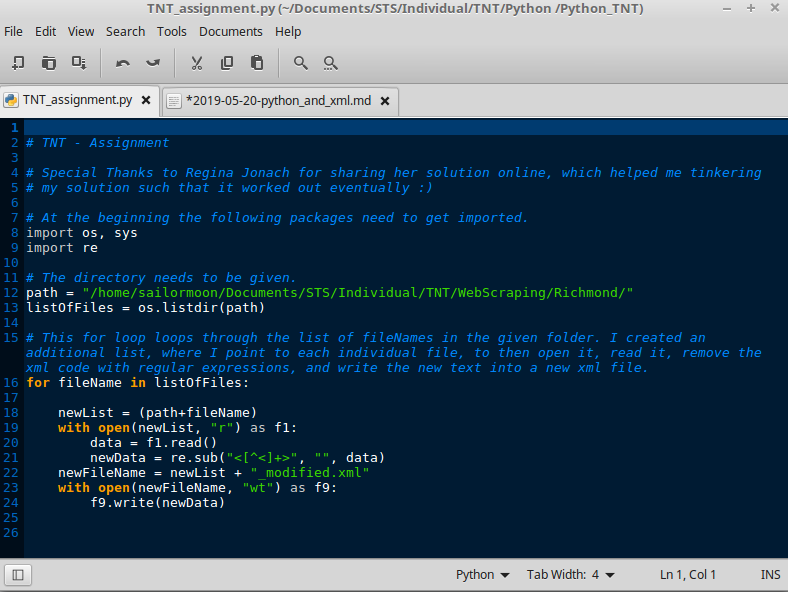 TNT_assignment.py (~/Documents/STS/Individual/TNT/Python /Python_TNT)
File Edit View Search Tools Documents Help
TNT_assignment.py *2019-05-20-python_and_xml.md
1
2 # TNT - Assignment
3
4 # Special Thanks to Regina Jonach for sharing her solution online, which helped me tinkering
5 # my solution such that it worked out eventually :)
6
7 # At the beginning the following packages need to get imported.
8 import os, sys
9 import re
10
11 # The directory needs to be given.
12 path = "/home/sailormoon/Documents/STS/Individual/TNT/WebScraping/Richmond/"
13 listOfFiles = os.listdir(path)
14
15 # This for loop loops through the list of fileNames in the given folder. I created an
additional list, where I point to each individual file, to then open it, read it, remove the
xml code with regular expressions, and write the new text into a new xml file.
16 for fileName in listOfFiles:
17
18     newList = (path+fileName)
19     with open(newList, "r") as f1:
20         data = f1.read()
21         newData = re.sub("<[^<]+>", "", data)
22     newFileName = newList + "_modified.xml"
23     with open(newFileName, "wt") as f9:
24         f9.write(newData)
25
26
Python Tab Width: 4 Ln 1, Col 1 INS